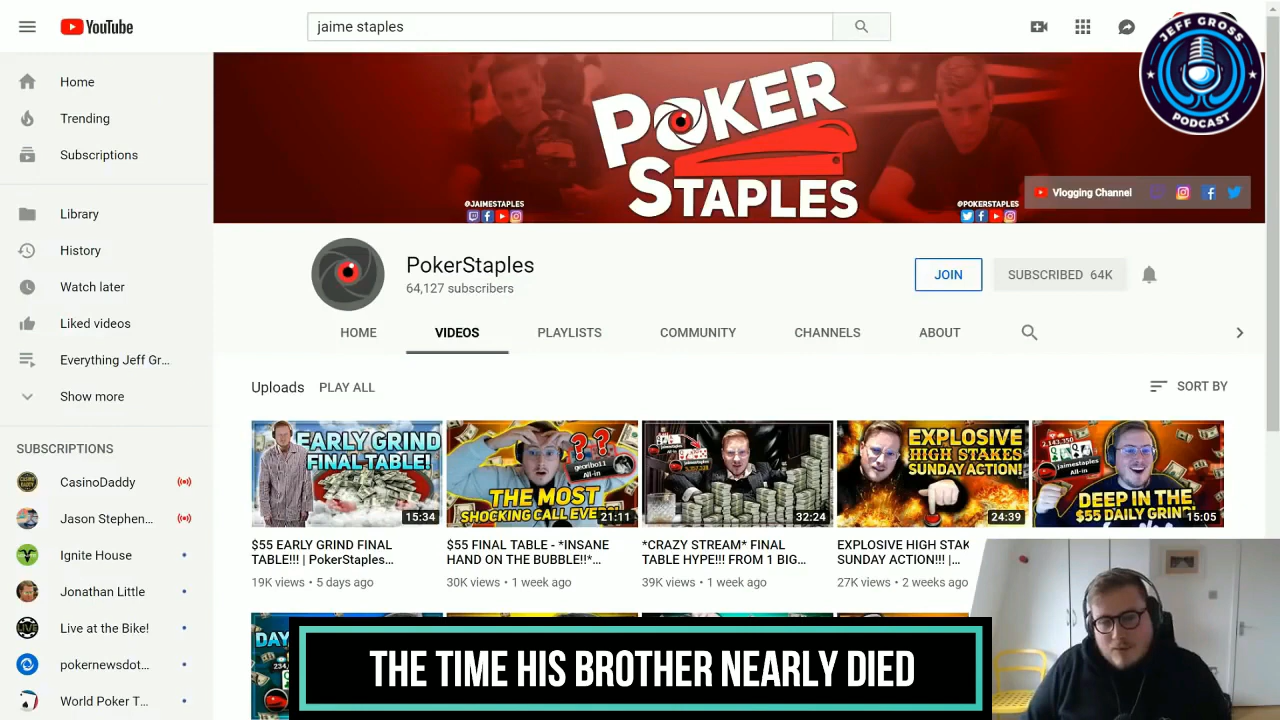 YouTube
jaime staples
JEFF GROSS
PODCAST
Home
Trending
Subscriptions
Library
History
Watch later
Liked videos
Everything Jeff Gr...
Show more
SUBSCRIPTIONS
CasinoDaddy
Jason Stephen...
Ignite House
Jonathan Little
Live at the Bike!
pokernewsdot...
World Poker T...
POKER
STAPLES
@JAIMESTAPLES
@POKERSTAPLES
Vlogging Channel
PokerStaples
64,127 subscribers
JOIN
SUBSCRIBED 64K
HOME
VIDEOS
PLAYLISTS
COMMUNITY
CHANNELS
ABOUT
Uploads
PLAY ALL
SORT BY
EARLY GRIND
FINAL TABLE!
15:34
$55 EARLY GRIND FINAL
TABLE!!! | PokerStaples...
19K views • 5 days ago
??
All-in
THE MOST
SHOCKING CALL EVER
21:11
$55 FINAL TABLE - *INSANE
HAND ON THE BUBBLE!!*...
30K views • 1 week ago
32:24
*CRAZY STREAM* FINAL
TABLE HYPE!!! FROM 1 BIG...
39K views • 1 week ago
EXPLOSIVE
HIGH STAKES
SUNDAY ACTION!
24:39
EXPLOSIVE HIGH STAK
SUNDAY ACTION!!! |
27K views • 2 weeks ago
jaimestaples
All-in
DEEP IN THE
$55 DAILY GRIND
15:05
DAY
THE TIME HIS BROTHER NEARLY DIED